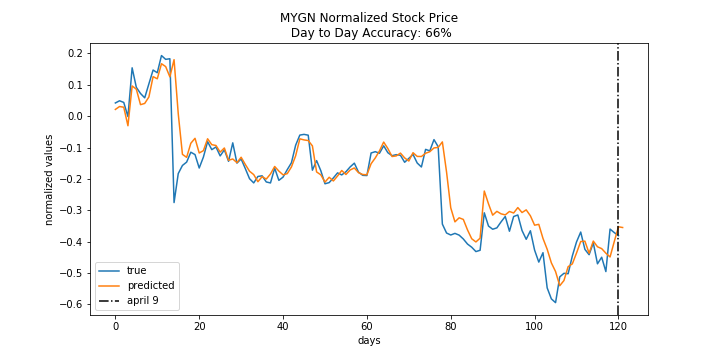 MYGN Normalized Stock Price
Day to Day Accuracy: 66%
normalized values
0.2
0.1
0.0
−0.1
−0.2
−0.3
−0.4
−0.5
−0.6
true
predicted
april 9
0 20 40 60 80 100 120
days